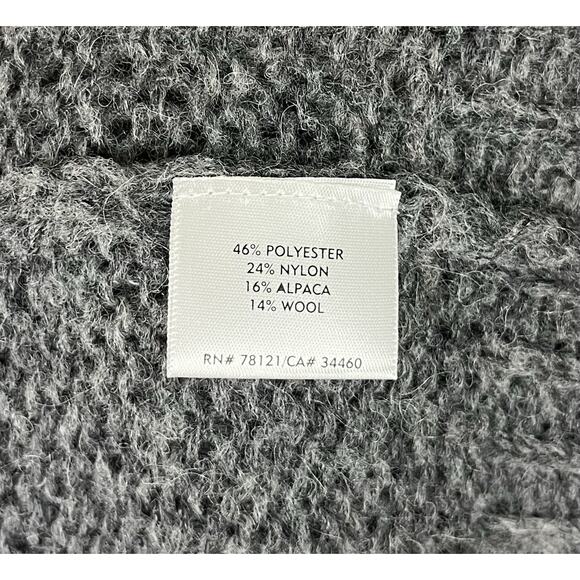 46% POLYESTER
24% NYLON
16% ALPACA
14% WOOL
RN# 78121/CA# 34460